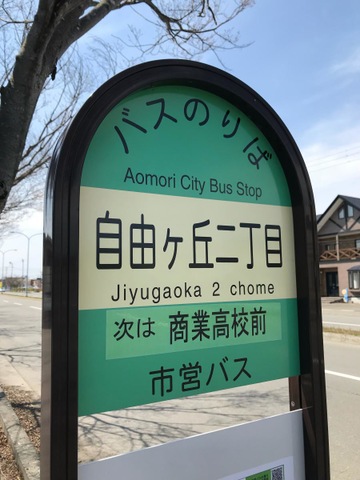 バスのりば
Aomori City Bus Stop
自由ヶ丘二丁目
Jiyugaoka 2 chome
次は 商業高校前
市営バス